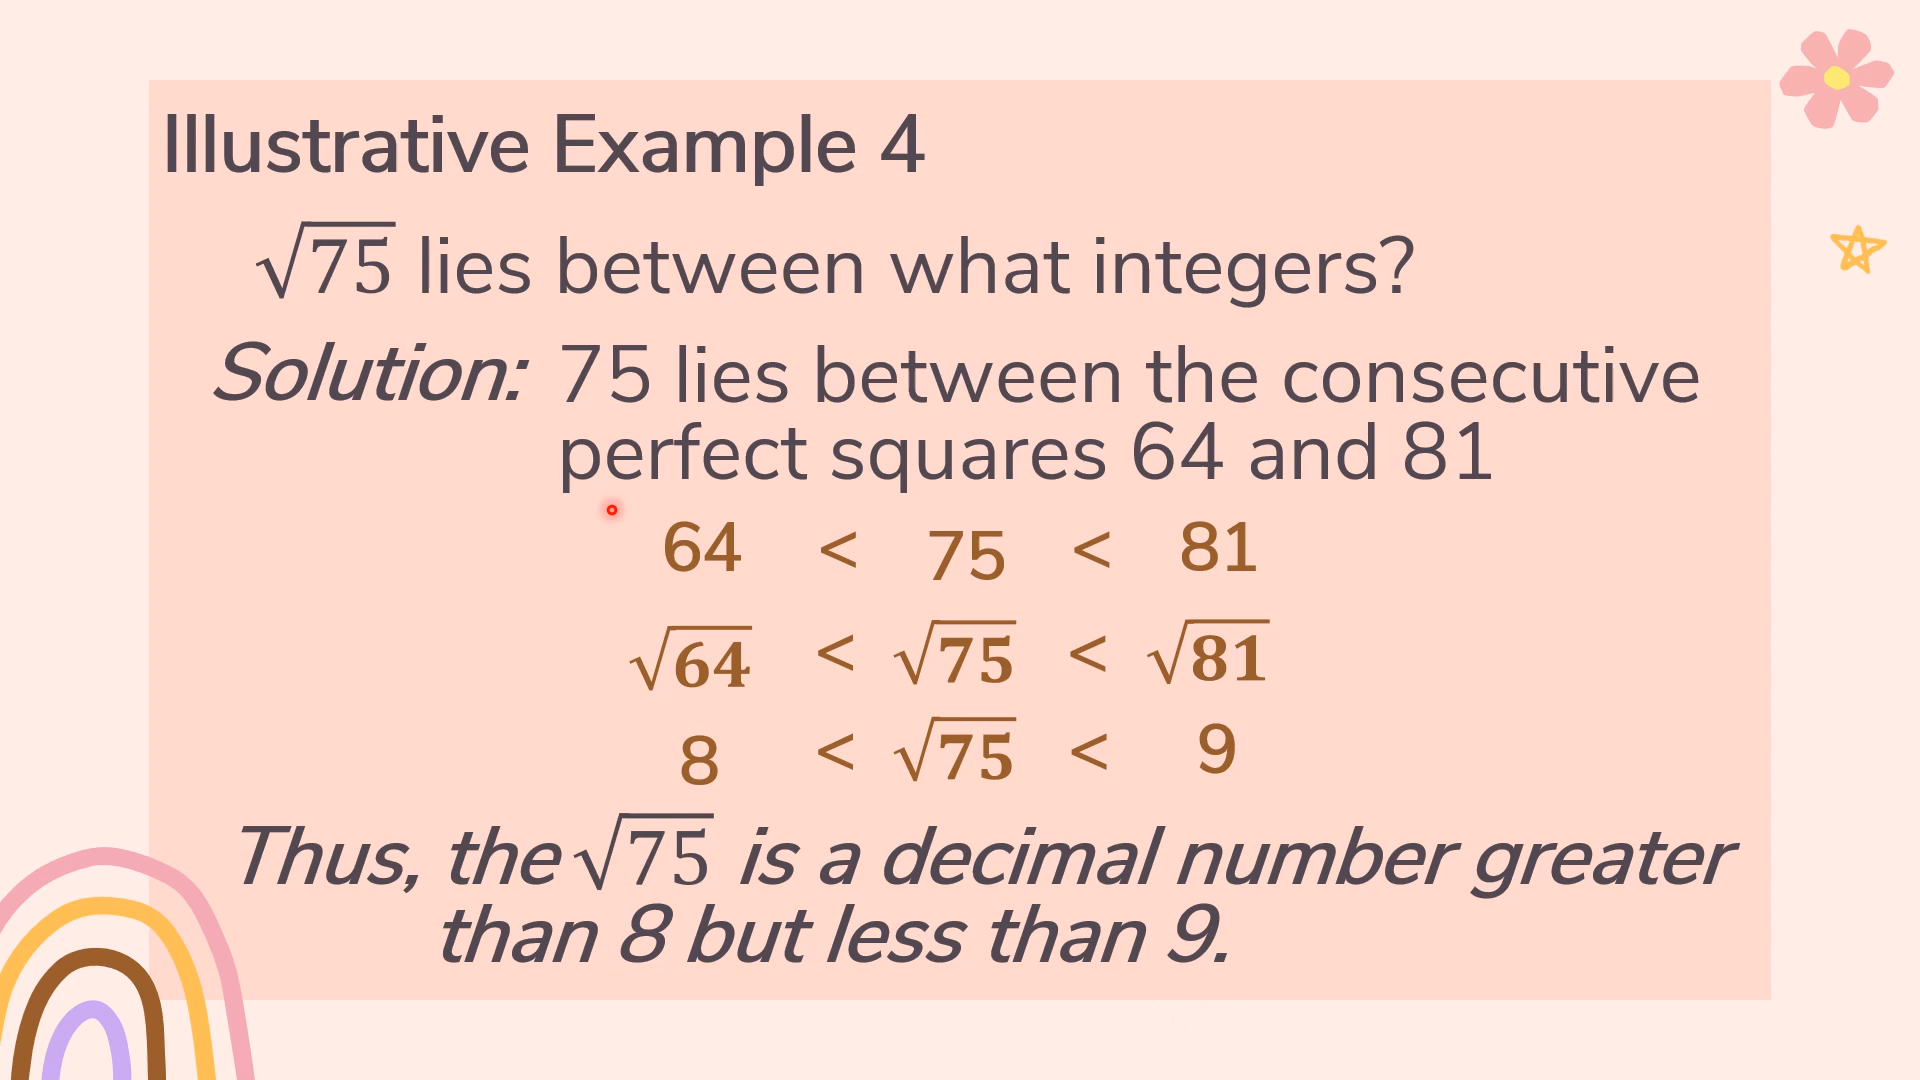 Illustrative Example 4
√75 lies between what integers?
Solution: 75 lies between the consecutive
perfect squares 64 and 81
64 < 75 < 81
√64 < √75 < √81
8 < √75 < 9
Thus, the √75 is a decimal number greater
than 8 but less than 9.